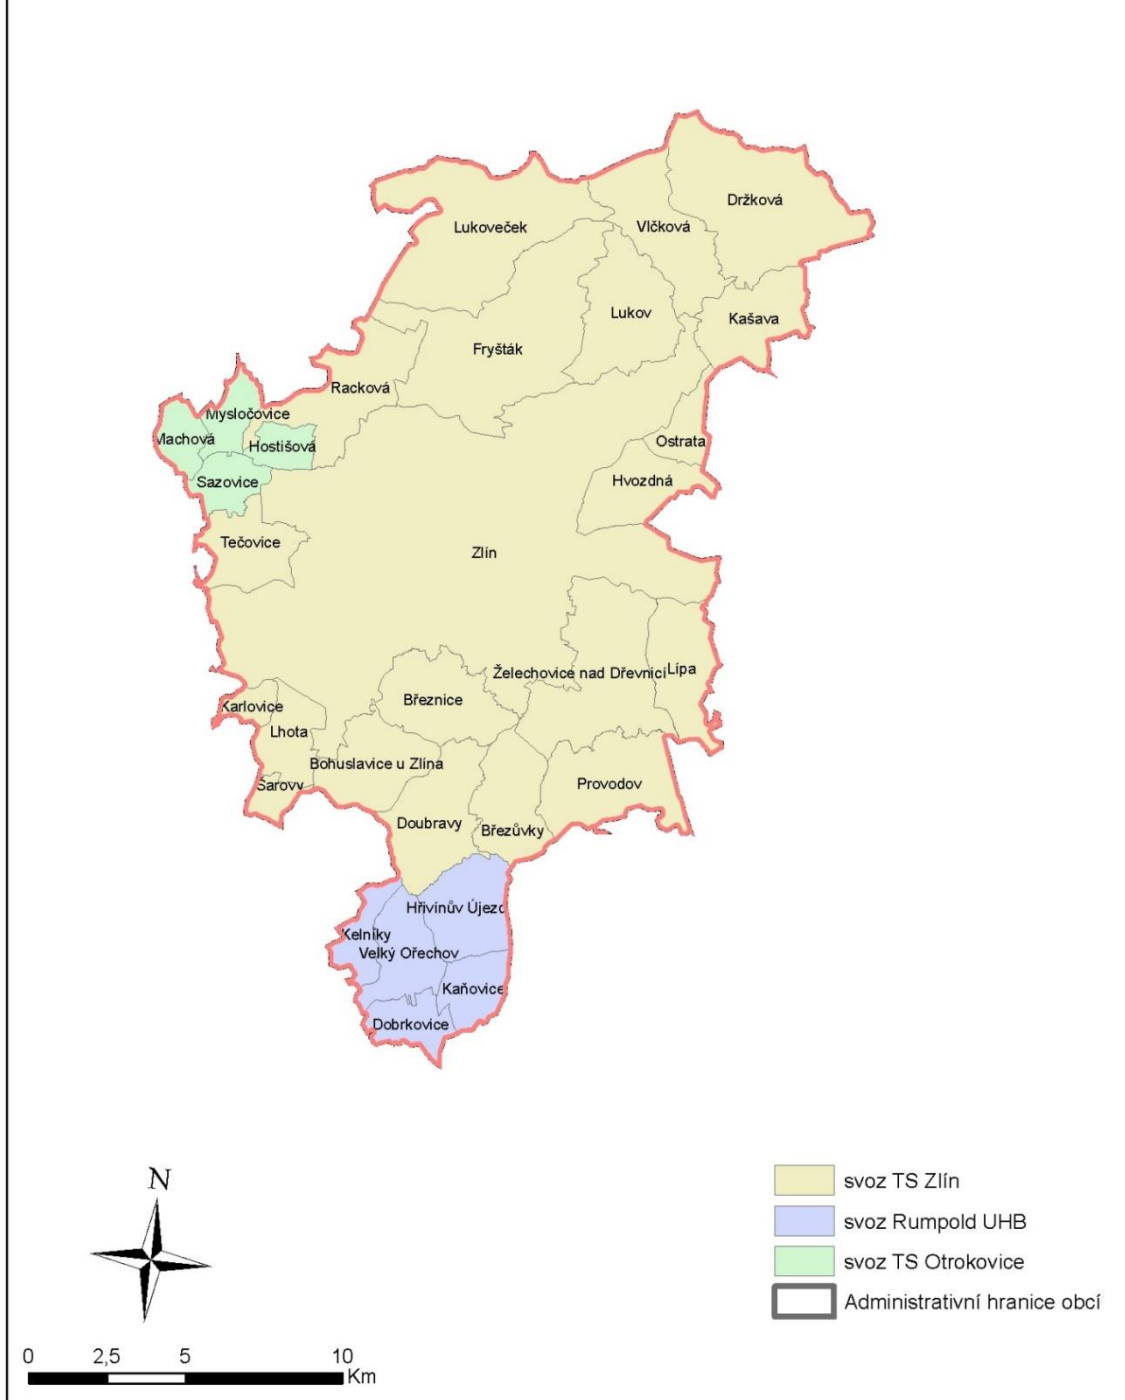 Držková
Lukoveček
Vlčková
Lukov
Kašava
Fryšták
Racková
Mysločovice
Machová
Hostišová
Ostrata
Sazovice
Hvozdná
Tečovice
Zlín
Želechovice nad Dřevnicí
Lípa
Březnice
Karlovice
Lhota
Bohuslavice u Zlína
Šarovy
Provodov
Doubravy
Březůvky
Hřivínův Újezd
Kelníky
Velký Ořechov
Kaňovice
Dobrkovice
N
svoz TS Zlín
svoz Rumpold UHB
svoz TS Otrokovice
Administrativní hranice obcí
0 2,5 5 10
Km